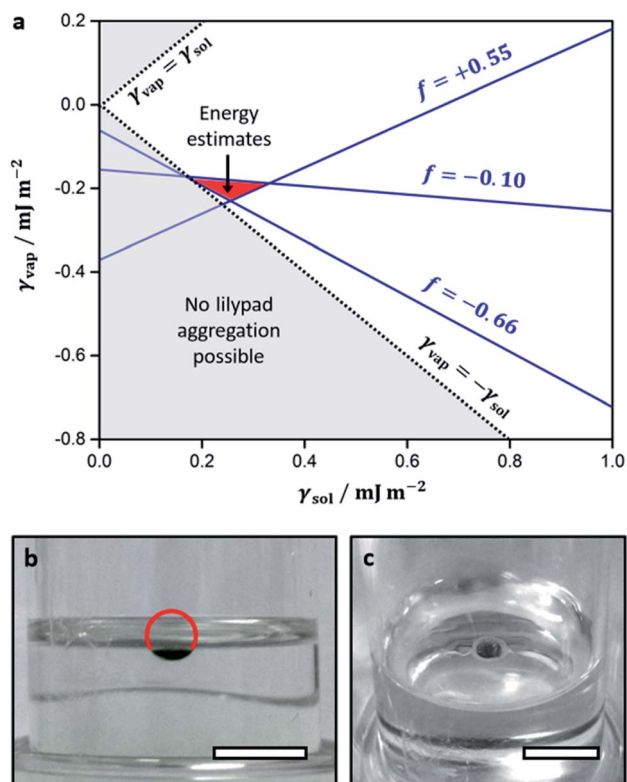 a
0.2
0.0
-0.2
-0.4
-0.6
-0.8
γvap / mJ m⁻²
γvap = γsol
Energy
estimates
f = +0.55
f = −0.10
f = −0.66
No lilypad
aggregation
possible
γvap = −γsol
0.0 0.2 0.4 0.6 0.8 1.0
γsol / mJ m⁻²
b
c